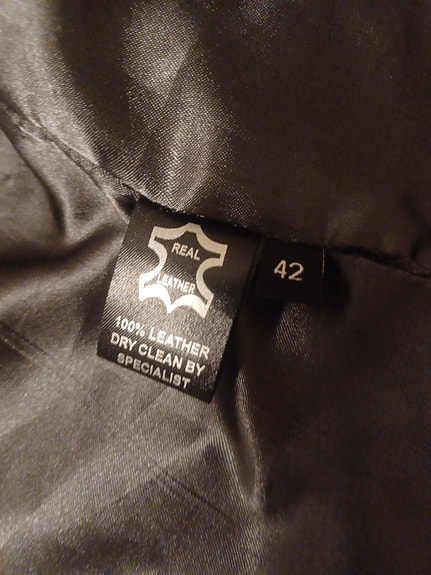 REAL
LEATHER
100% LEATHER
DRY CLEAN BY
SPECIALIST
42